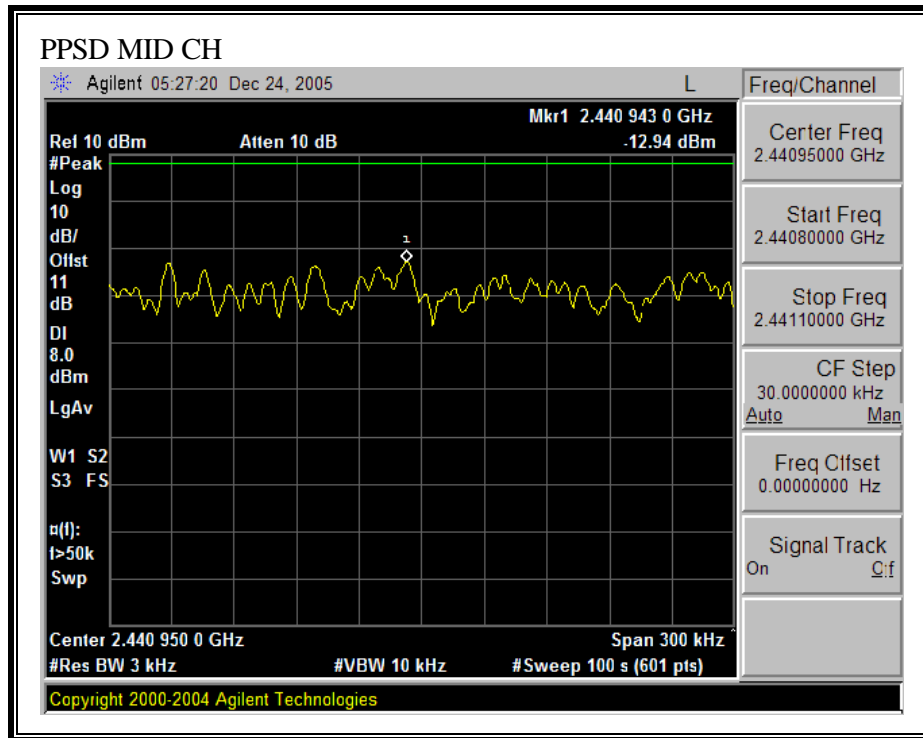 PPSD MID CH
Agilent 05:27:20 Dec 24, 2005 L
Freq/Channel
Mkr1 2.440 943 0 GHz
Ref 10 dBm Atten 10 dB -12.94 dBm
#Peak
Log
10
dB/
Offst
11
dB
DI
8.0
dBm
LgAv
W1 S2
S3 FS
¤(f):
f>50k
Swp
1
Center 2.440 950 0 GHz Span 300 kHz
#Res BW 3 kHz #VBW 10 kHz #Sweep 100 s (601 pts)
Copyright 2000-2004 Agilent Technologies
Center Freq
2.44095000 GHz
Start Freq
2.44080000 GHz
Stop Freq
2.44110000 GHz
CF Step
30.0000000 kHz
Auto Man
Freq Offset
0.00000000 Hz
Signal Track
On Off